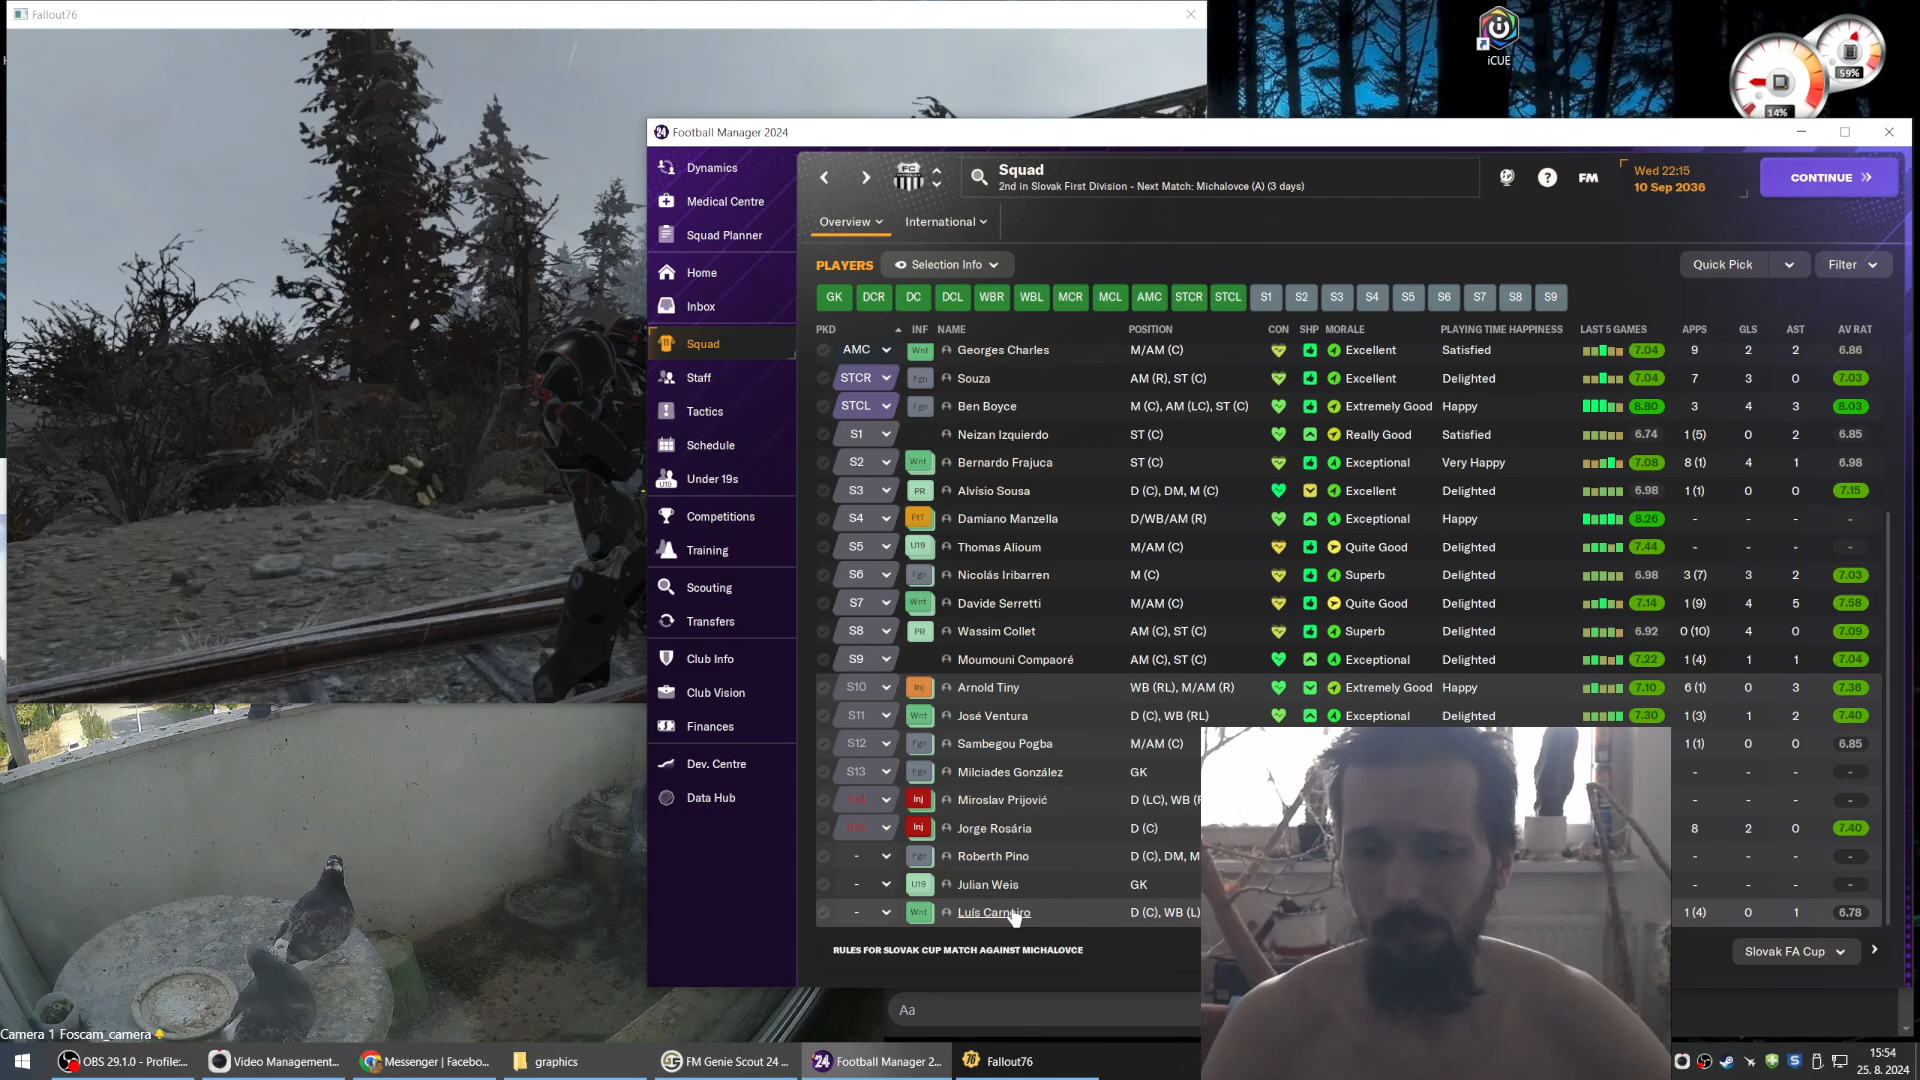 Fallout76
iCUE
59%
14%
Football Manager 2024
Dynamics
Medical Centre
Squad Planner
Home
Inbox
Squad
Staff
Tactics
Schedule
Under 19s
Competitions
Training
Scouting
Transfers
Club Info
Club Vision
Finances
Dev. Centre
Data Hub
Squad
2nd in Slovak First Division - Next Match: Michalovce (A) (3 days)
FM
Wed 22:15
10 Sep 2036
CONTINUE
Overview
International
PLAYERS
Selection Info
Quick Pick
Filter
GK DCR DC DCL WBR WBL MCR MCL AMC STCR STCL S1 S2 S3 S4 S5 S6 S7 S8 S9
PKD INF NAME POSITION CON SHP MORALE PLAYING TIME HAPPINESS LAST 5 GAMES APPS GLS AST AV RAT
AMC Wnt Georges Charles M/AM (C) Excellent Satisfied 7.04 9 2 2 6.86
STCR Fgn Souza AM (R), ST (C) Excellent Delighted 7.04 7 3 0 7.03
STCL Fgn Ben Boyce M (C), AM (LC), ST (C) Extremely Good Happy 8.80 3 4 3 8.03
S1 Neizan Izquierdo ST (C) Really Good Satisfied 6.74 1 (5) 0 2 6.85
S2 Wnt Bernardo Frajuca ST (C) Exceptional Very Happy 7.08 8 (1) 4 1 6.98
S3 PR Alvísio Sousa D (C), DM, M (C) Excellent Delighted 6.98 1 (1) 0 0 7.15
S4 FtT Damiano Manzella D/WB/AM (R) Exceptional Happy 8.26 - - - -
S5 U19 Thomas Alioum M/AM (C) Quite Good Delighted 7.44 - - - -
S6 Fgn Nicolás Iribarren M (C) Superb Delighted 6.98 3 (7) 3 2 7.03
S7 Wnt Davide Serretti M/AM (C) Quite Good Delighted 7.14 1 (9) 4 5 7.58
S8 PR Wassim Collet AM (C), ST (C) Superb Delighted 6.92 0 (10) 4 0 7.09
S9 Moumouni Compaoré AM (C), ST (C) Exceptional Delighted 7.22 1 (4) 1 1 7.04
S10 Inj Arnold Tiny WB (RL), M/AM (R) Extremely Good Happy 7.10 6 (1) 0 3 7.36
S11 Wnt José Ventura D (C), WB (RL) Exceptional Delighted 7.30 1 (3) 1 2 7.40
S12 Fgn Sambegou Pogba M/AM (C) 1 (1) 0 0 6.85
S13 Fgn Milciades González GK - - - -
S14 Inj Miroslav Prijović D (LC), WB - - - -
S15 Inj Jorge Rosária D (C) 8 2 0 7.40
- Fgn Roberth Pino D (C), DM, M - - - -
- U19 Julian Weis GK - - - -
- Wnt Luís Carneiro D (C), WB (L) 1 (4) 0 1 6.78
RULES FOR SLOVAK CUP MATCH AGAINST MICHALOVCE
Slovak FA Cup
Aa
Camera 1 Foscam_camera
OBS 29.1.0 - Profile:...
Video Management...
Messenger | Facebo...
graphics
FM Genie Scout 24 ...
Football Manager 2...
Fallout76
15:54
25. 8. 2024